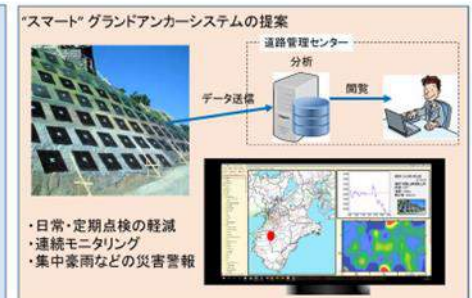 “スマート” グランドアンカーシステムの提案
道路管理センター
分析
データ送信
閲覧
・日常・定期点検の軽減
・連続モニタリング
・集中豪雨などの災害警報